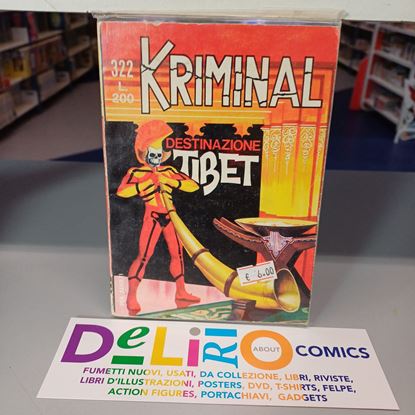 322
L.
200
KRIMINAL
DESTINAZIONE
TIBET
€ 6.00
DeLiRiO
ABOUT
COMICS
FUMETTI NUOVI, USATI, DA COLLEZIONE, LIBRI, RIVISTE,
LIBRI D'ILLUSTRAZIONI, POSTERS, DVD, T-SHIRTS, FELPE,
ACTION FIGURES, PORTACHIAVI, GADGETS